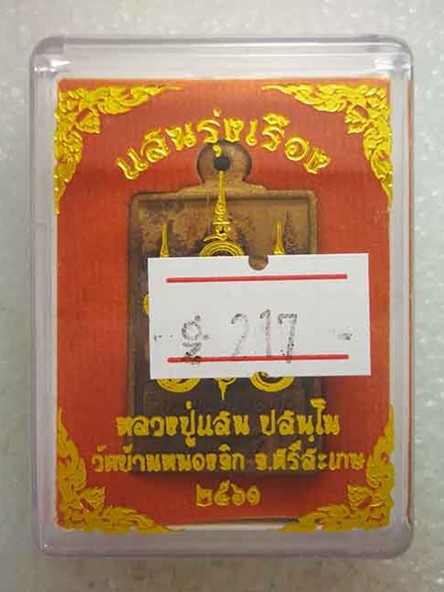 แสนรุ่งเรือง
ชู 217
หลวงปู่แสน ปสนฺโน
วัดบ้านหนองจิก จ.ศรีสะเกษ
๒๕๖๑